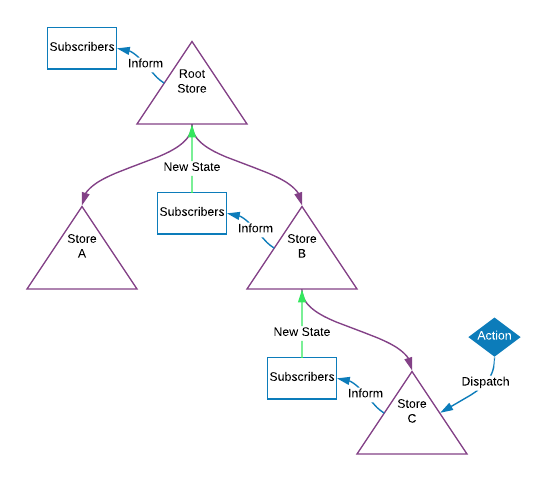 Subscribers
Inform
Root
Store
New State
Subscribers
Inform
Store
A
Store
B
New State
Action
Subscribers
Inform
Dispatch
Store
C